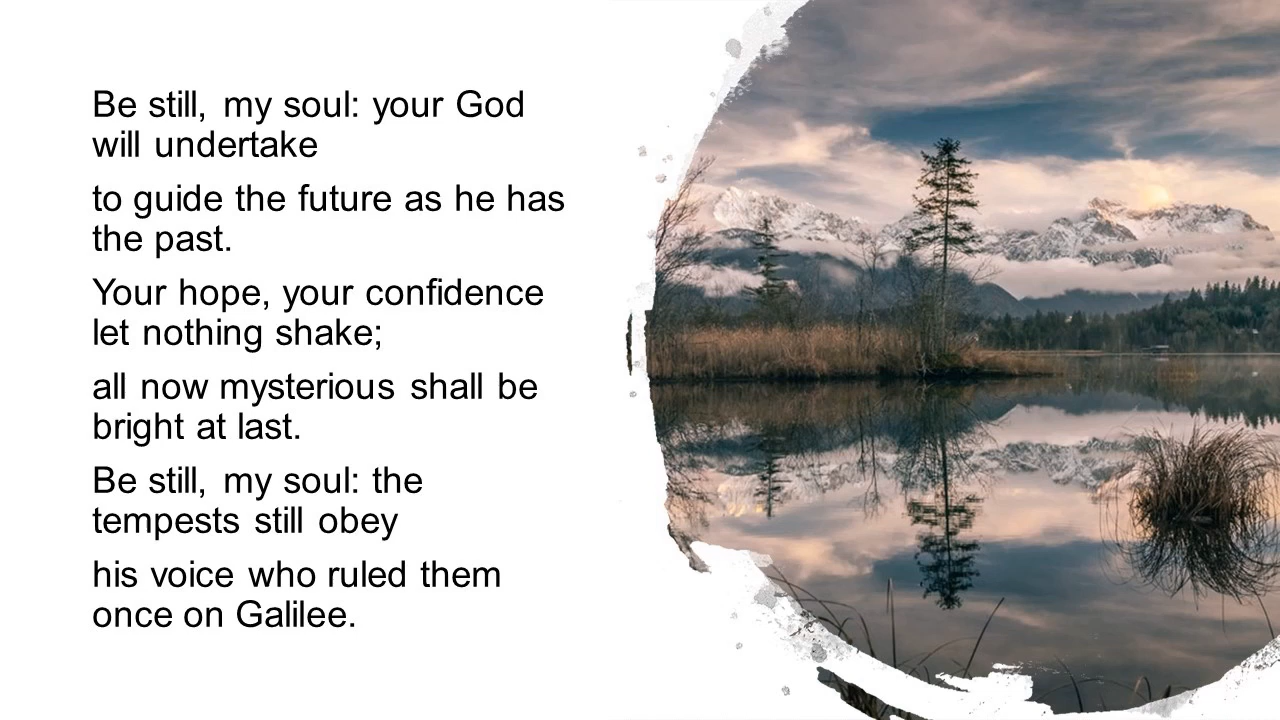 Be still, my soul: your God
will undertake
to guide the future as he has
the past.
Your hope, your confidence
let nothing shake;
all now mysterious shall be
bright at last.
Be still, my soul: the
tempests still obey
his voice who ruled them
once on Galilee.